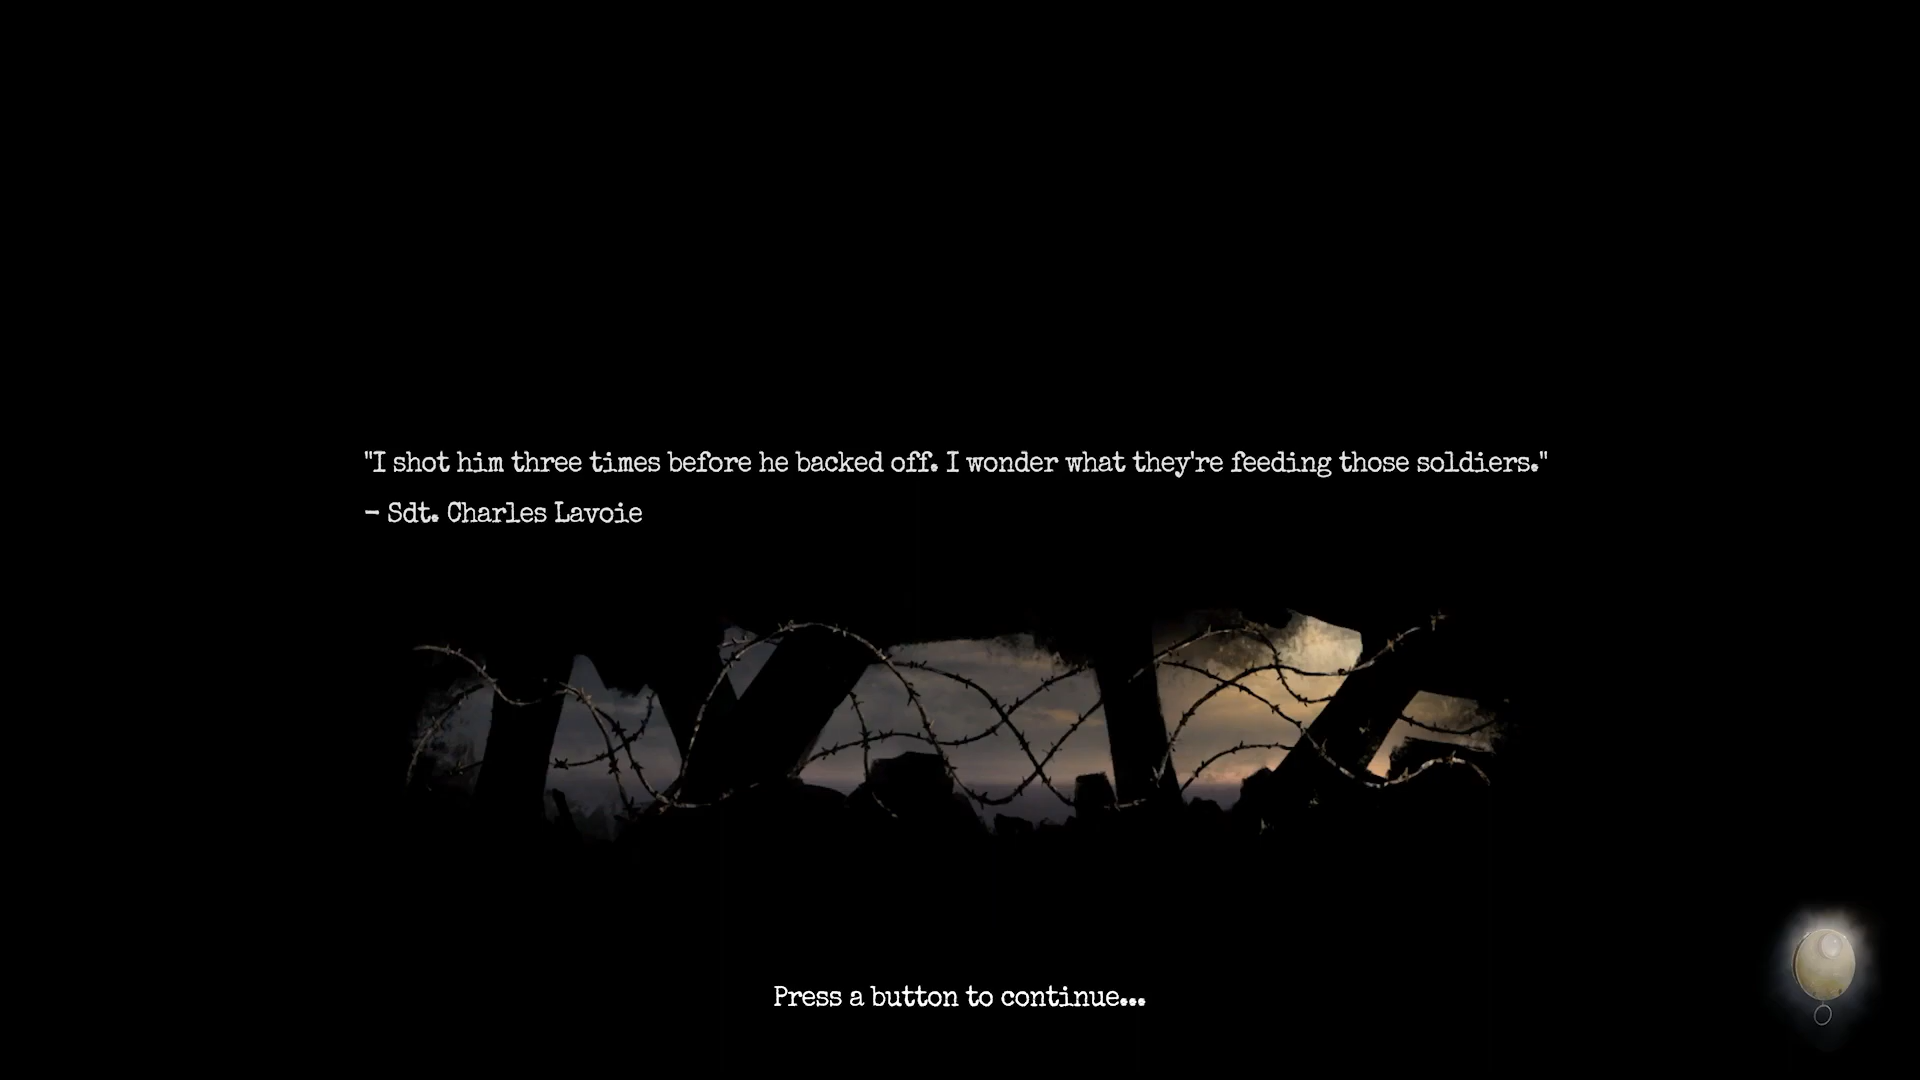 "I shot him three times before he backed off. I wonder what they're feeding those soldiers."
- Sdt. Charles Lavoie
Press a button to continue...